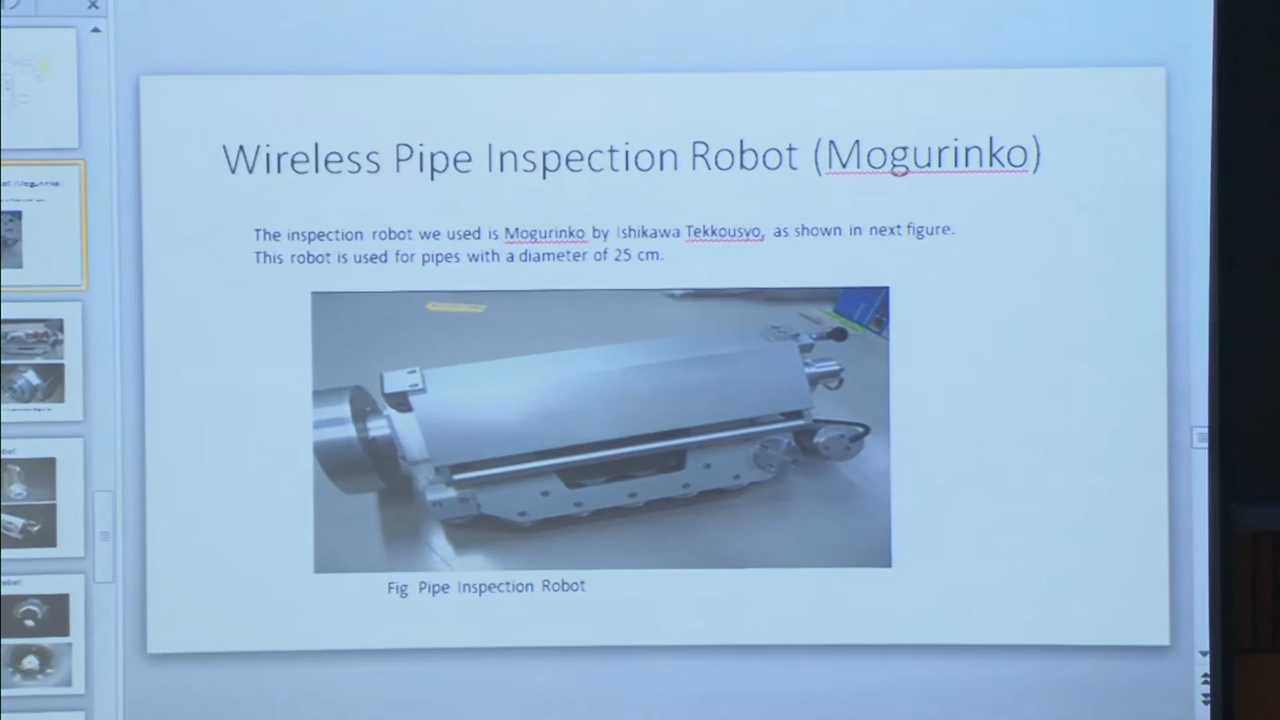 Wireless Pipe Inspection Robot (Mogurinko)
The inspection robot we used is Mogurinko by Ishikawa Tekkousyo, as shown in next figure.
This robot is used for pipes with a diameter of 25 cm.
Fig Pipe Inspection Robot